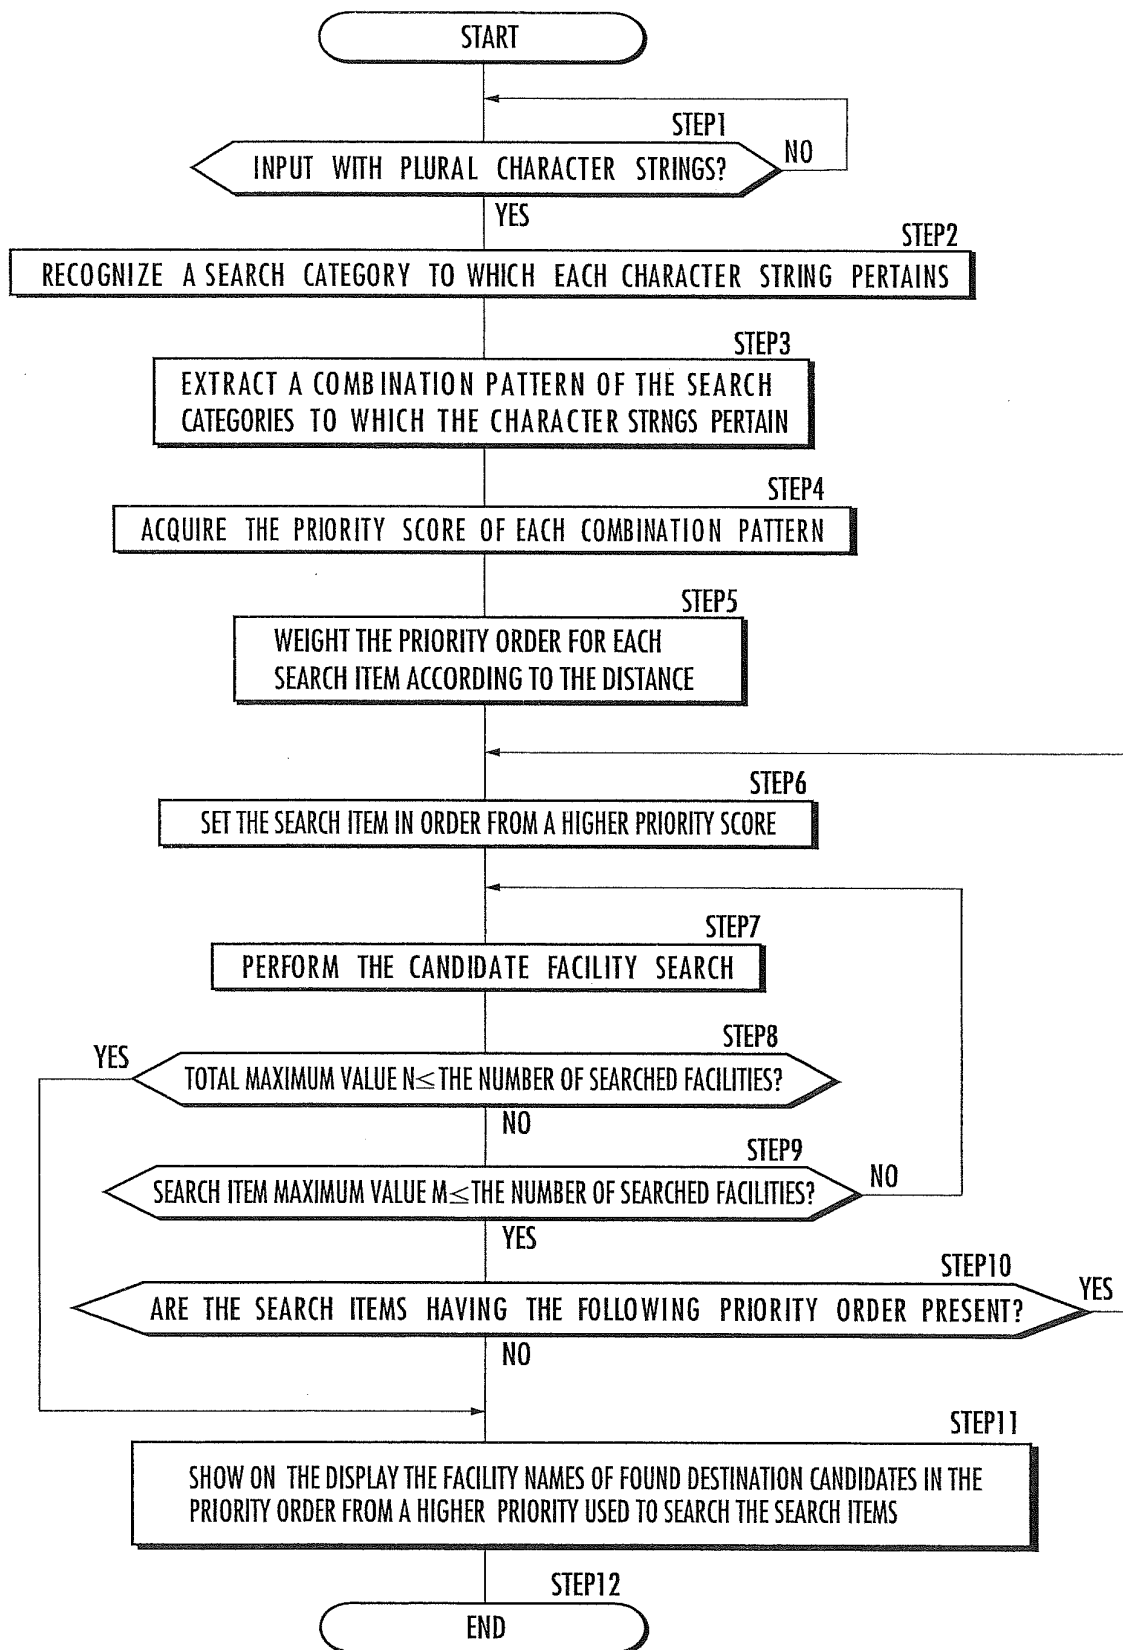 START
STEP1
INPUT WITH PLURAL CHARACTER STRINGS?
NO
YES
STEP2
RECOGNIZE A SEARCH CATEGORY TO WHICH EACH CHARACTER STRING PERTAINS
STEP3
EXTRACT A COMBINATION PATTERN OF THE SEARCH
CATEGORIES TO WHICH THE CHARACTER STRNGS PERTAIN
STEP4
ACQUIRE THE PRIORITY SCORE OF EACH COMBINATION PATTERN
STEP5
WEIGHT THE PRIORITY ORDER FOR EACH
SEARCH ITEM ACCORDING TO THE DISTANCE
STEP6
SET THE SEARCH ITEM IN ORDER FROM A HIGHER PRIORITY SCORE
STEP7
PERFORM THE CANDIDATE FACILITY SEARCH
STEP8
YES
TOTAL MAXIMUM VALUE N≤THE NUMBER OF SEARCHED FACILITIES?
NO
STEP9
SEARCH ITEM MAXIMUM VALUE M≤THE NUMBER OF SEARCHED FACILITIES?
NO
YES
STEP10
ARE THE SEARCH ITEMS HAVING THE FOLLOWING PRIORITY ORDER PRESENT?
YES
NO
STEP11
SHOW ON THE DISPLAY THE FACILITY NAMES OF FOUND DESTINATION CANDIDATES IN THE
PRIORITY ORDER FROM A HIGHER PRIORITY USED TO SEARCH THE SEARCH ITEMS
STEP12
END